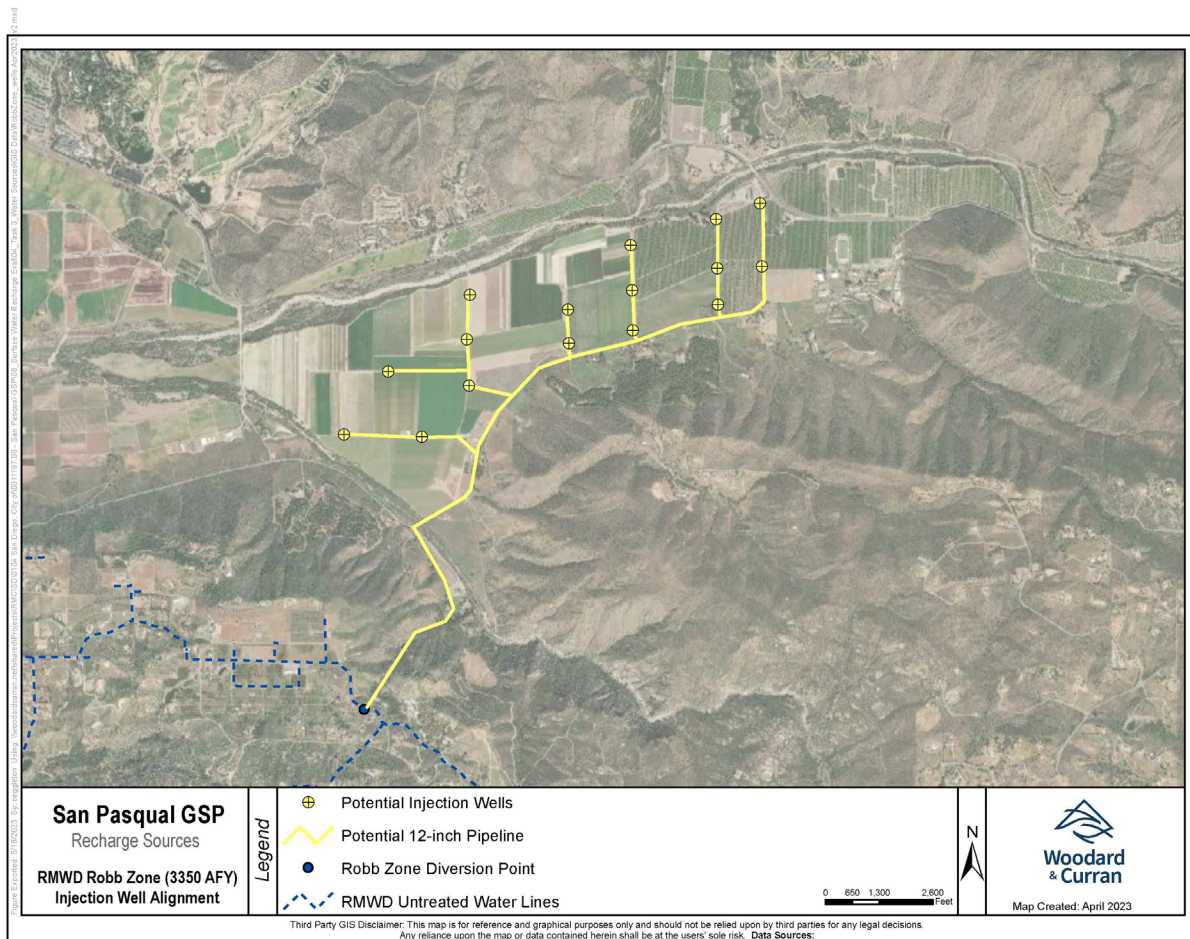 San Pasqual GSP
Recharge Sources
RMWD Robb Zone (3350 AFY)
Injection Well Alignment
Legend
Potential Injection Wells
Potential 12-inch Pipeline
Robb Zone Diversion Point
RMWD Untreated Water Lines
0 650 1,300 2,600
Feet
N
Woodard
& Curran
Map Created: April 2023
Third Party GIS Disclaimer: This map is for reference and graphical purposes only and should not be relied upon by third parties for any legal decisions.
Any reliance upon the map or data contained herein shall be at the users' sole risk. Data Sources: